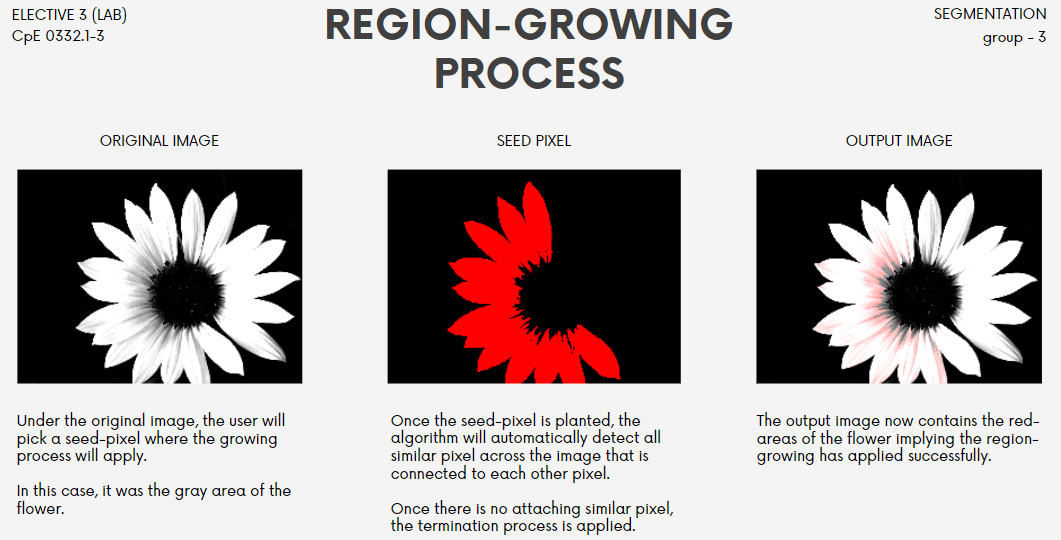 ELECTIVE 3 (LAB)
CpE 0332.1-3
REGION-GROWING
PROCESS
SEGMENTATION
group - 3
ORIGINAL IMAGE
Under the original image, the user will
pick a seed-pixel where the growing
process will apply.
In this case, it was the gray area of the
flower.
SEED PIXEL
Once the seed-pixel is planted, the
algorithm will automatically detect all
similar pixel across the image that is
connected to each other pixel.
Once there is no attaching similar pixel,
the termination process is applied.
OUTPUT IMAGE
The output image now contains the red-
areas of the flower implying the region-
growing has applied successfully.